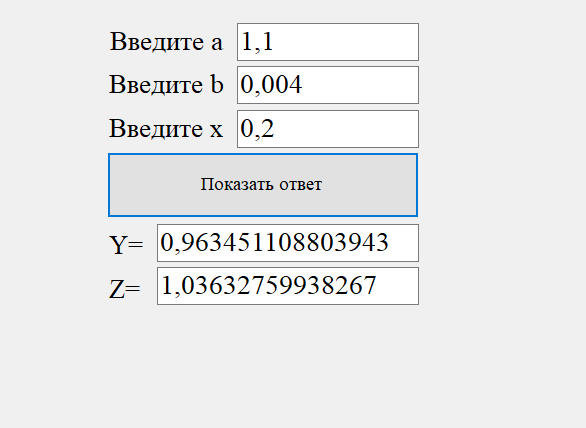 Введите a 1,1
Введите b 0,004
Введите x 0,2
Показать ответ
Y= 0,963451108803943
Z= 1,03632759938267